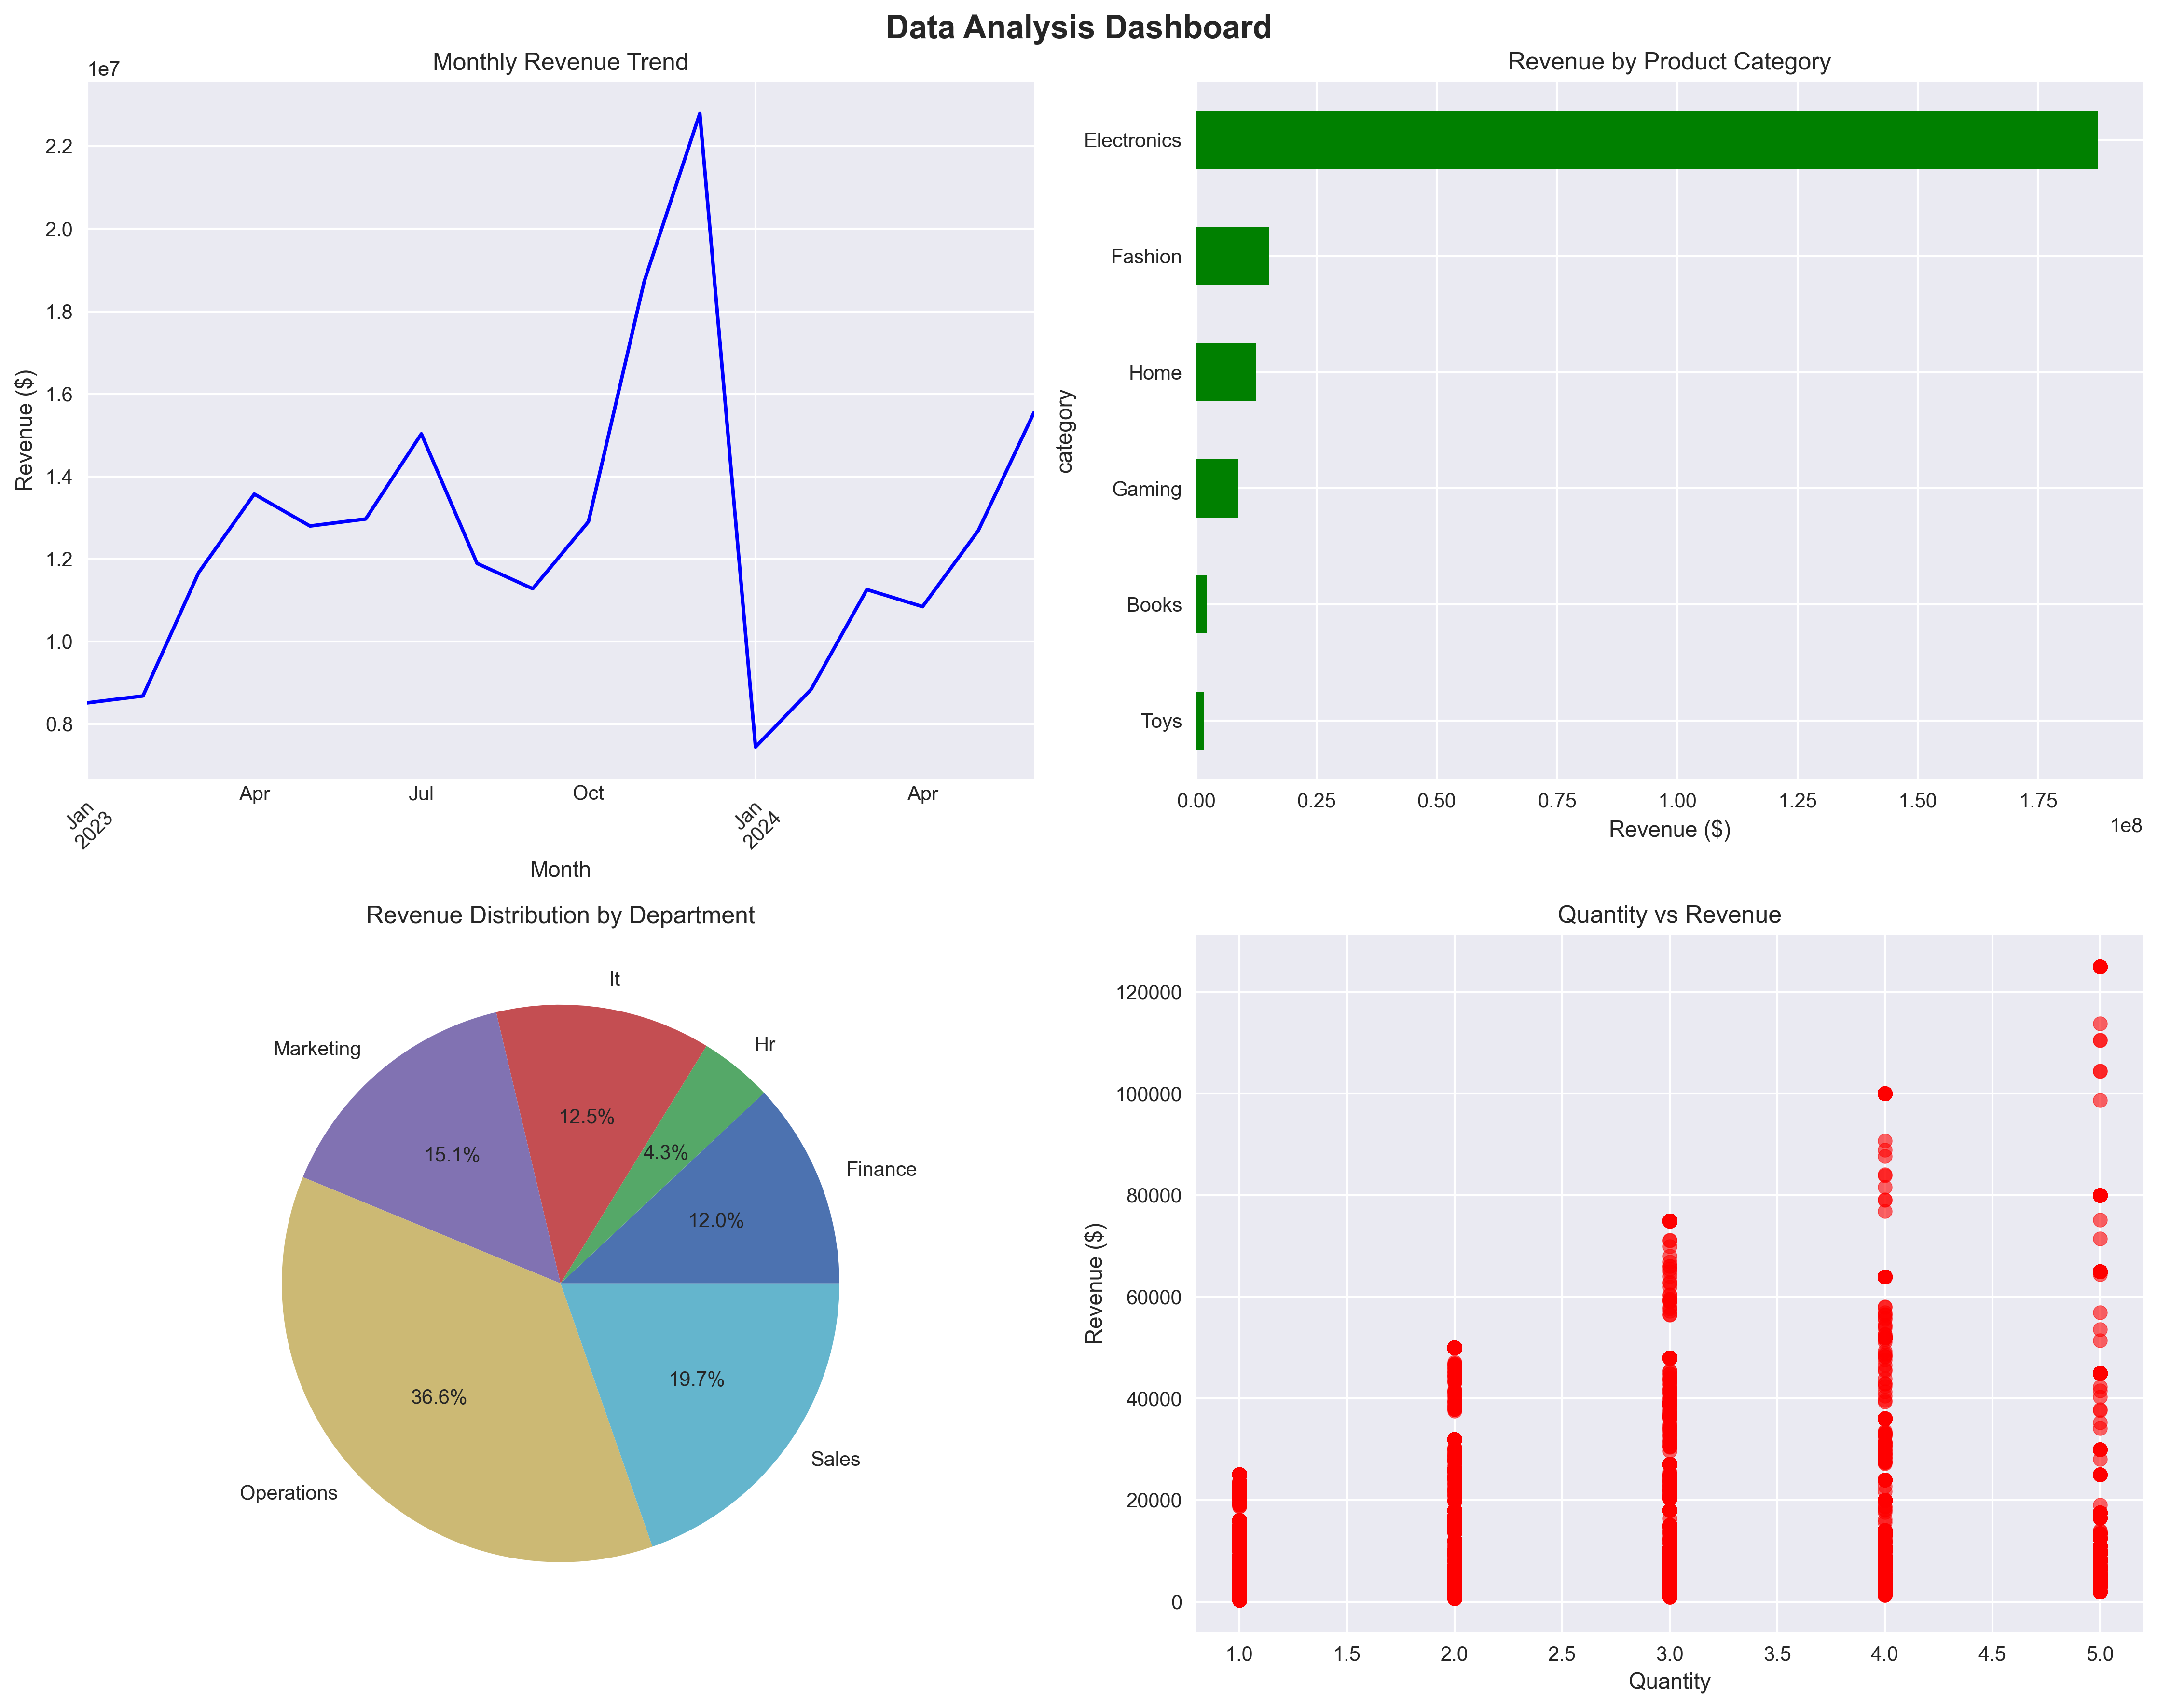 Data Analysis Dashboard
Monthly Revenue Trend
1e7
2.2
2.0
1.8
1.6
1.4
1.2
1.0
0.8
Revenue ($)
Jan
2023
Apr
Jul
Oct
Jan
2024
Apr
Month
Revenue by Product Category
Electronics
Fashion
Home
Gaming
Books
Toys
category
0.00 0.25 0.50 0.75 1.00 1.25 1.50 1.75
1e8
Revenue ($)
Revenue Distribution by Department
It
Hr
Marketing
Finance
Operations
Sales
12.5%
4.3%
15.1%
12.0%
36.6%
19.7%
Quantity vs Revenue
120000
100000
80000
60000
40000
20000
0
Revenue ($)
1.0 1.5 2.0 2.5 3.0 3.5 4.0 4.5 5.0
Quantity